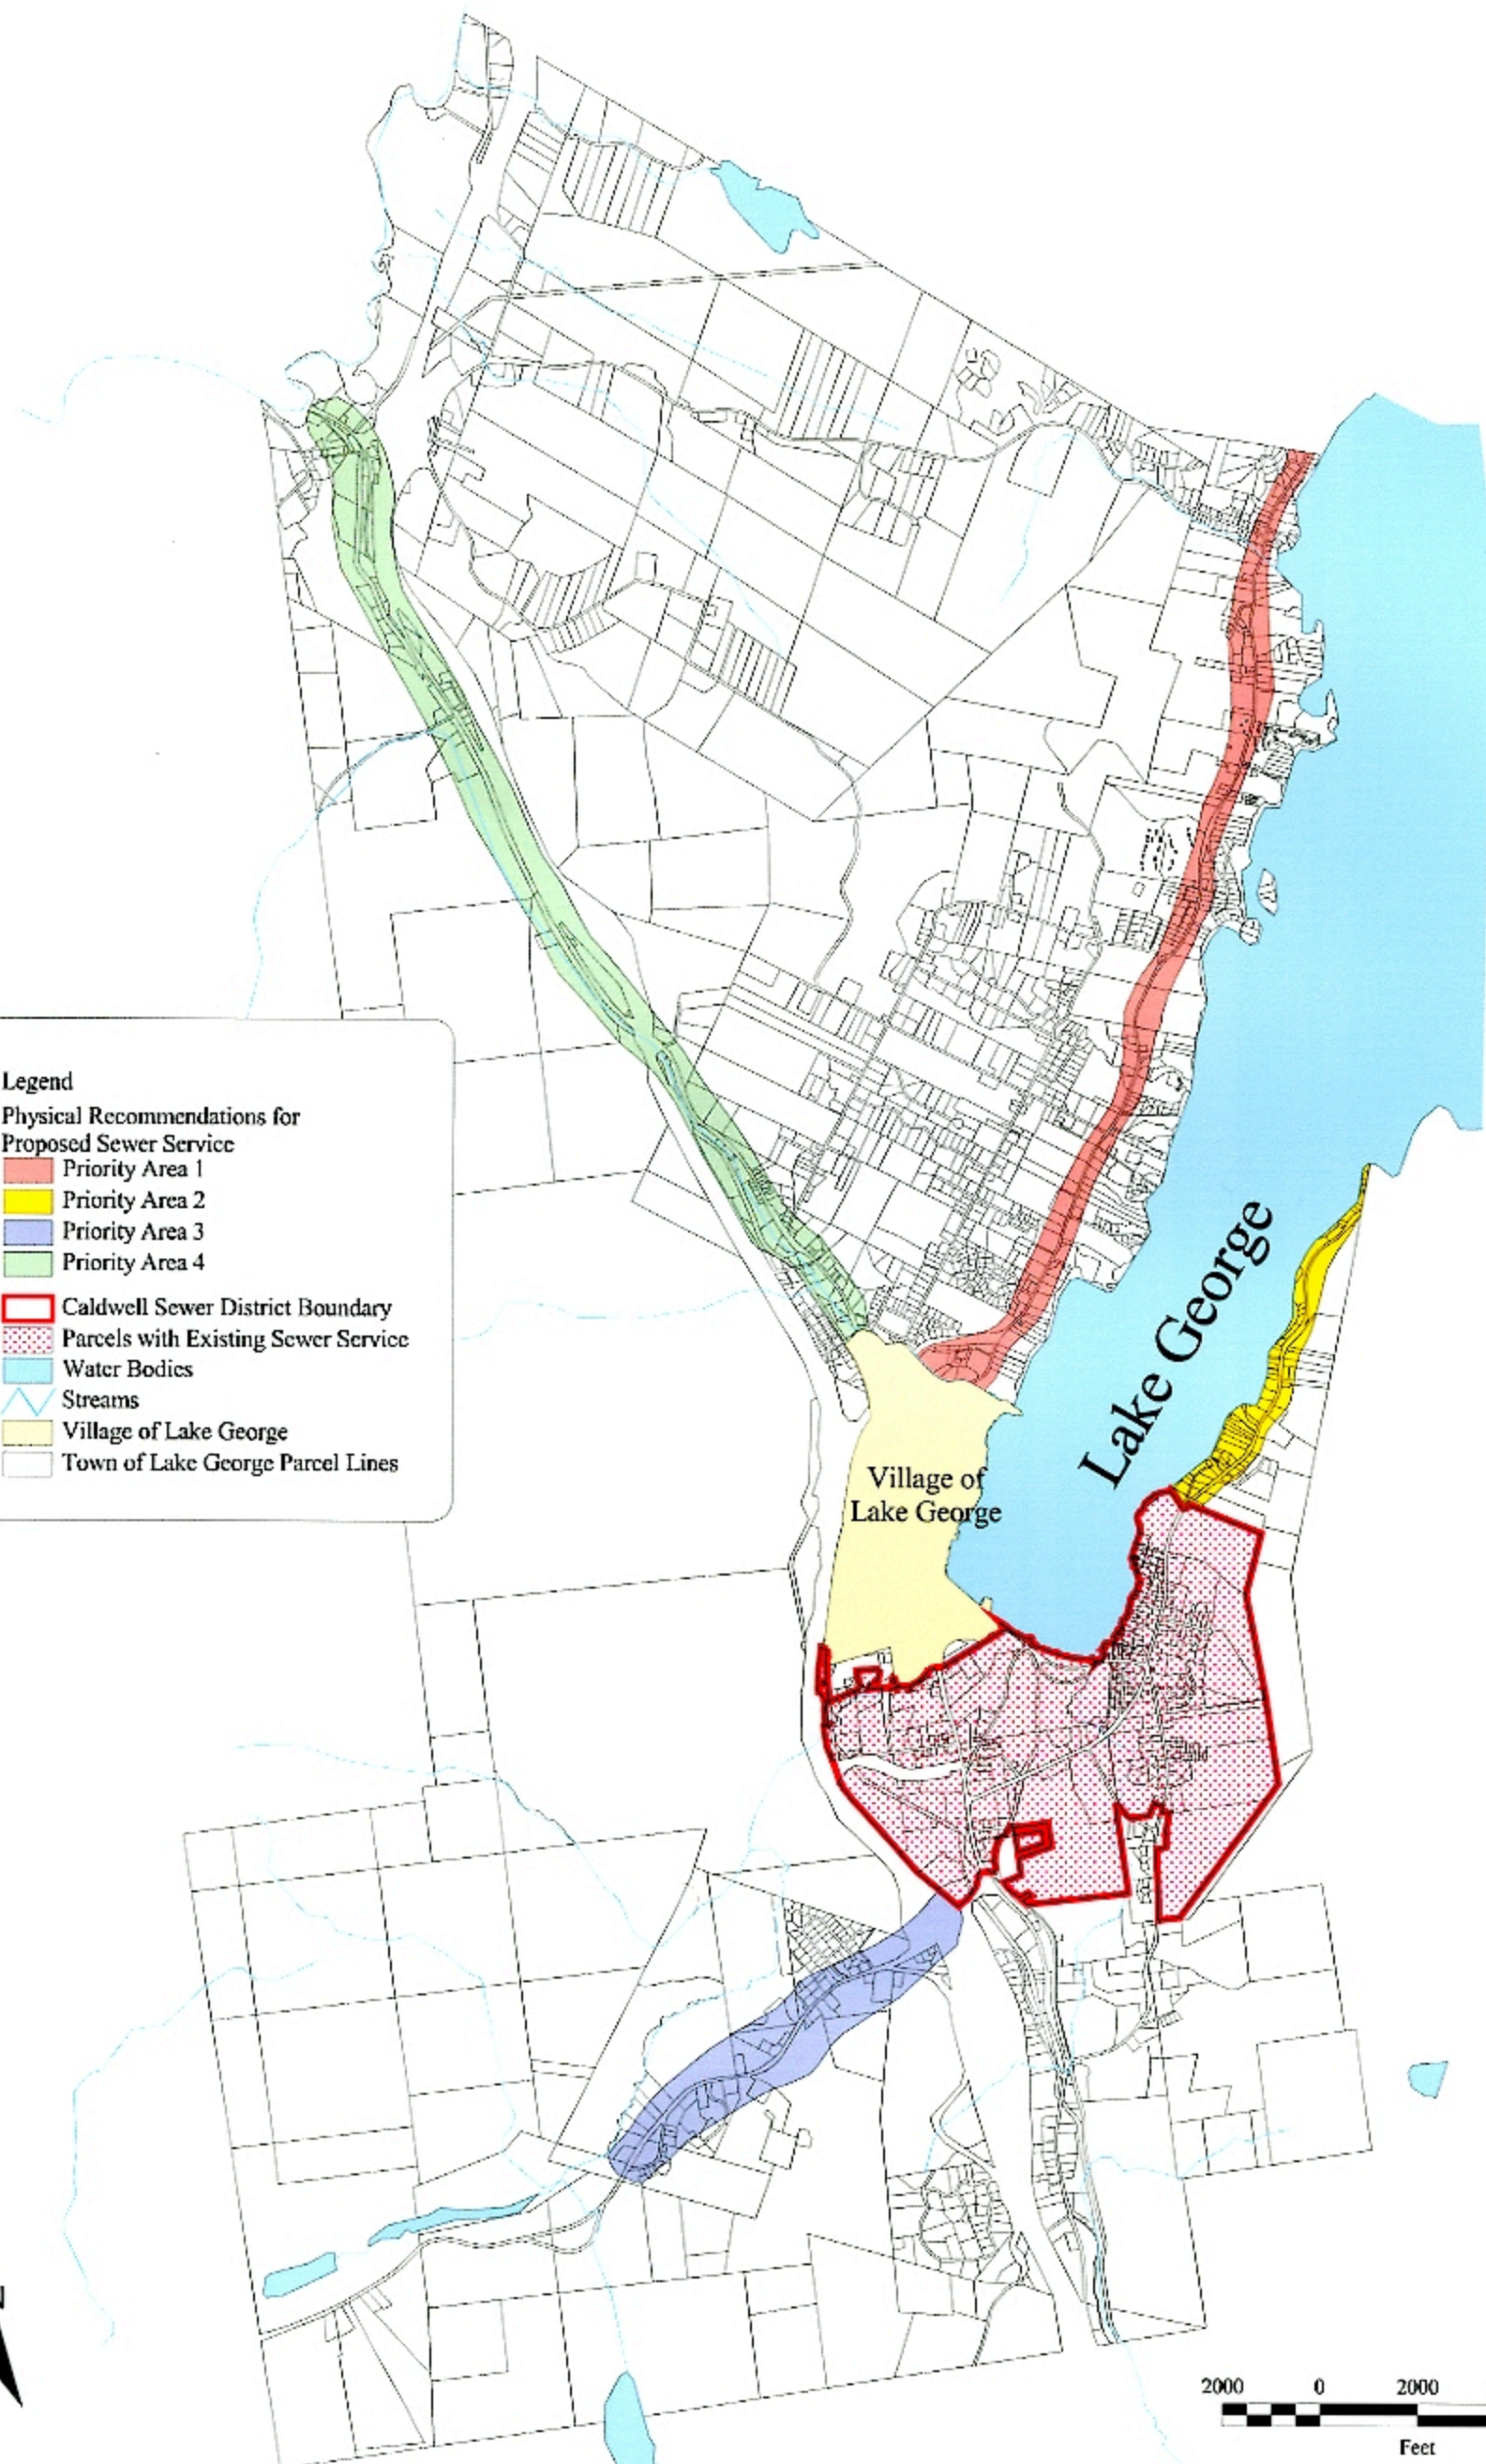 Legend
Physical Recommendations for
Proposed Sewer Service
Priority Area 1
Priority Area 2
Priority Area 3
Priority Area 4
Caldwell Sewer District Boundary
Parcels with Existing Sewer Service
Water Bodies
Streams
Village of Lake George
Town of Lake George Parcel Lines
Lake George
Village of
Lake George
2000 0 2000
Feet